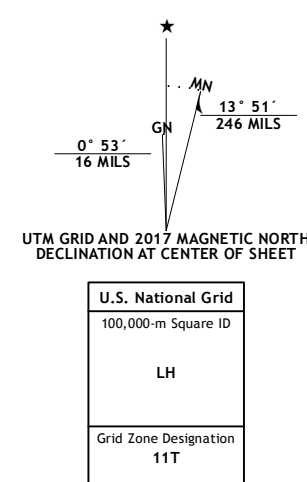 ★
MN
GN
13° 51´
246 MILS
0° 53´
16 MILS
UTM GRID AND 2017 MAGNETIC NORTH
DECLINATION AT CENTER OF SHEET
U.S. National Grid
100,000-m Square ID
LH
Grid Zone Designation
11T